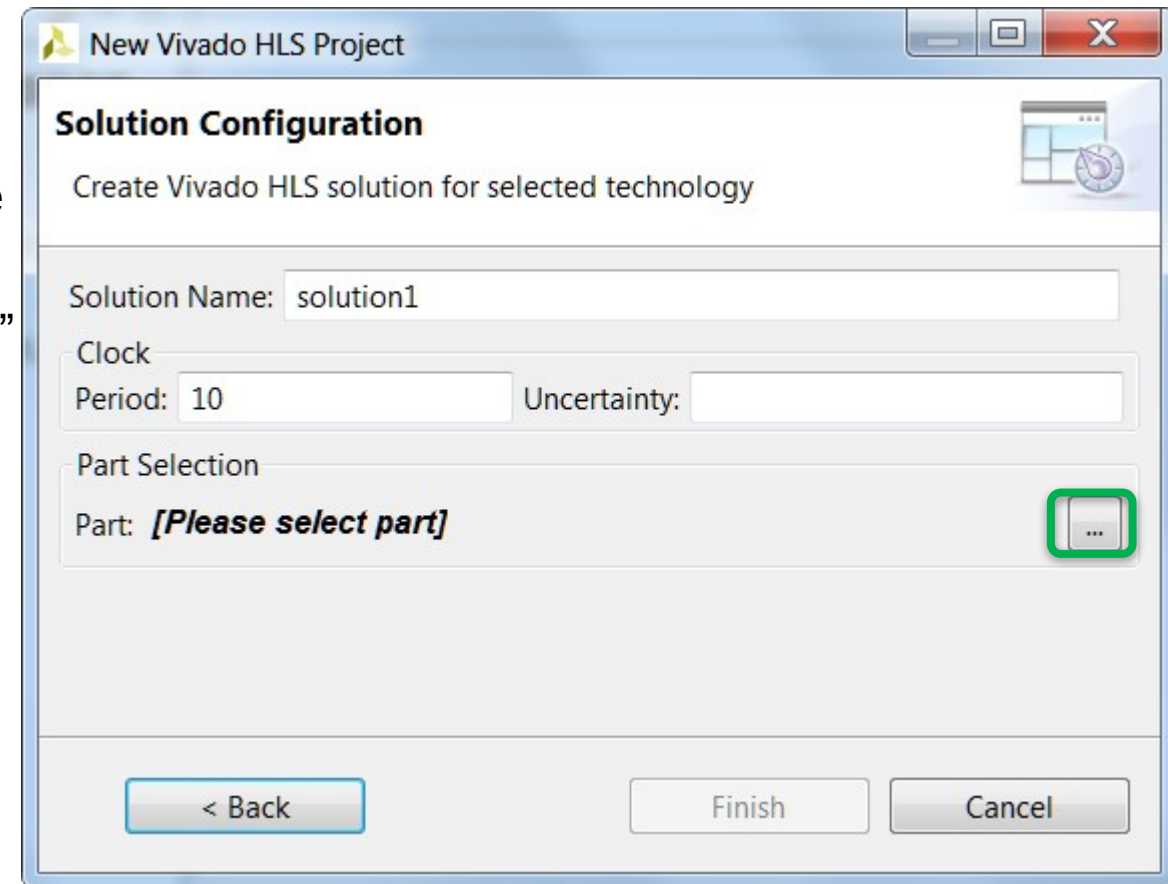 New Vivado HLS Project
Solution Configuration
Create Vivado HLS solution for selected technology
e
”
Solution Name: solution1
Clock
Period: 10 Uncertainty:
Part Selection
Part: [Please select part] ...
< Back Finish Cancel